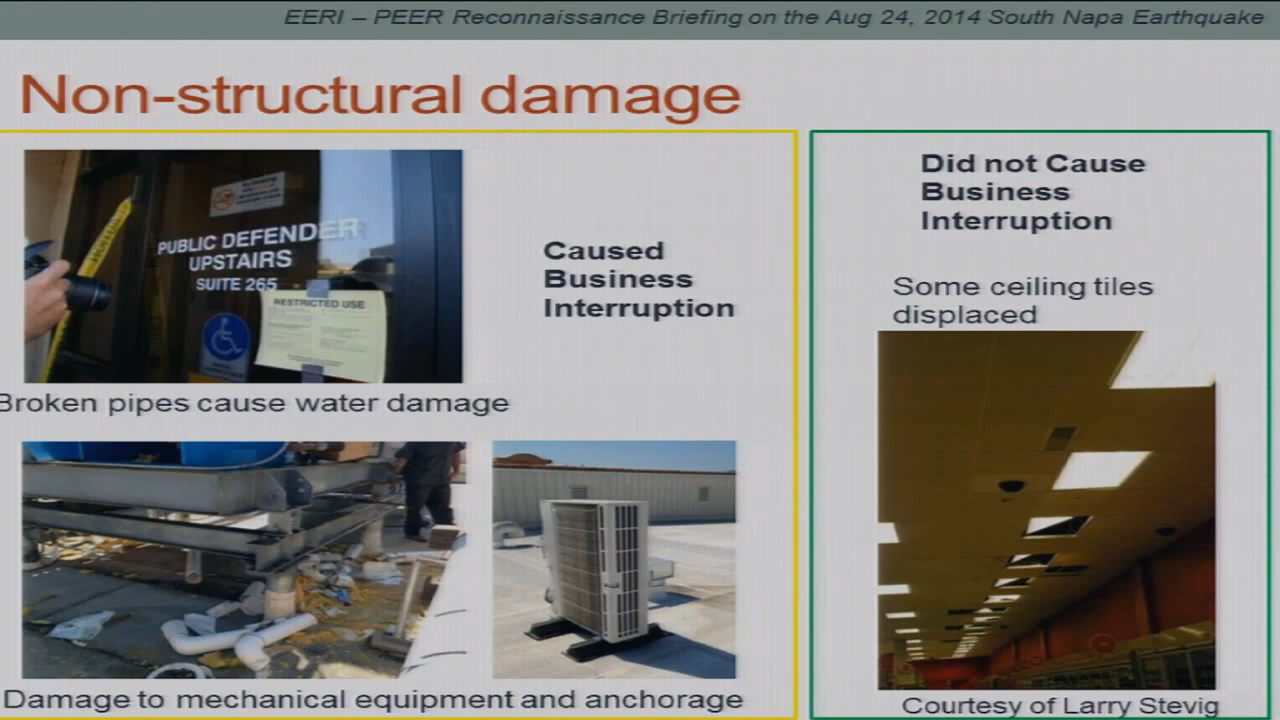 EERI – PEER Reconnaissance Briefing on the Aug 24, 2014 South Napa Earthquake
Non-structural damage
PUBLIC DEFENDER
UPSTAIRS
SUITE 265
RESTRICTED USE
Caused
Business
Interruption
Broken pipes cause water damage
Damage to mechanical equipment and anchorage
Did not Cause
Business
Interruption
Some ceiling tiles
displaced
Courtesy of Larry Stevig